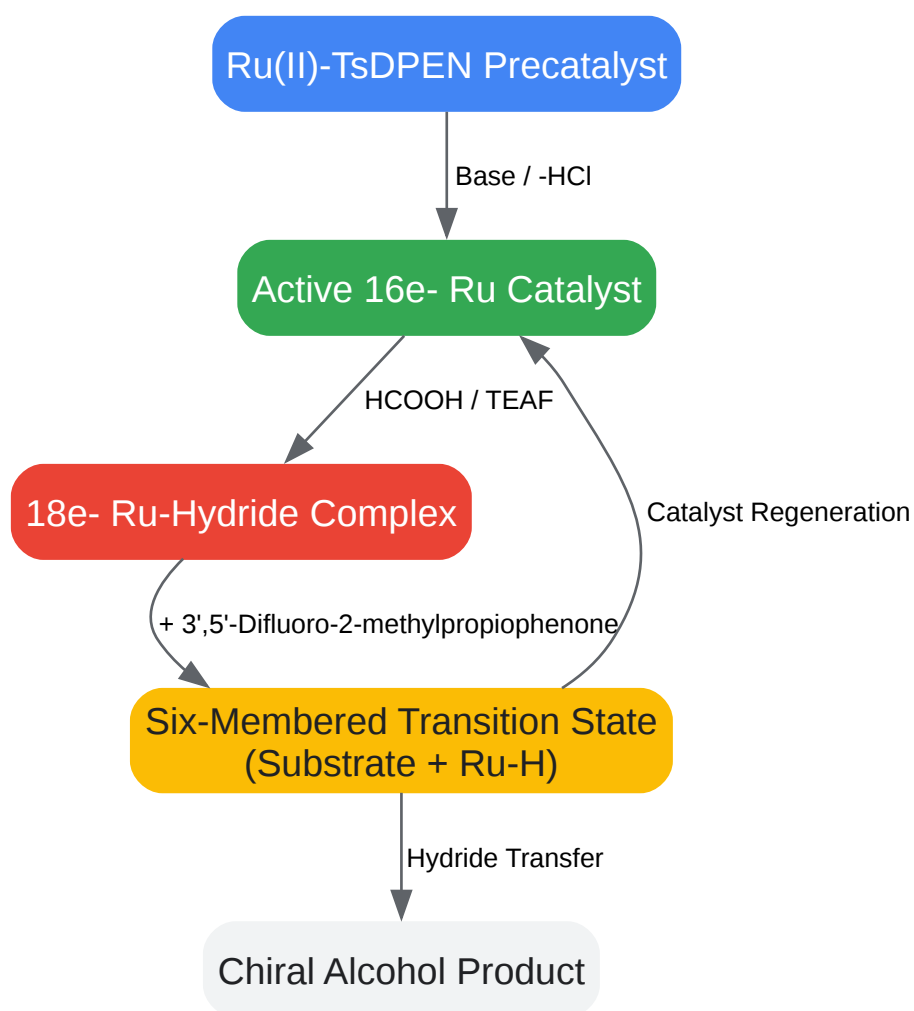 Ru(II)-TsDPEN Precatalyst
Base / -HCl
Active 16e- Ru Catalyst
HCOOH / TEAF
18e- Ru-Hydride Complex
Catalyst Regeneration
+ 3',5'-Difluoro-2-methylpropiophenone
Six-Membered Transition State
(Substrate + Ru-H)
Hydride Transfer
Chiral Alcohol Product